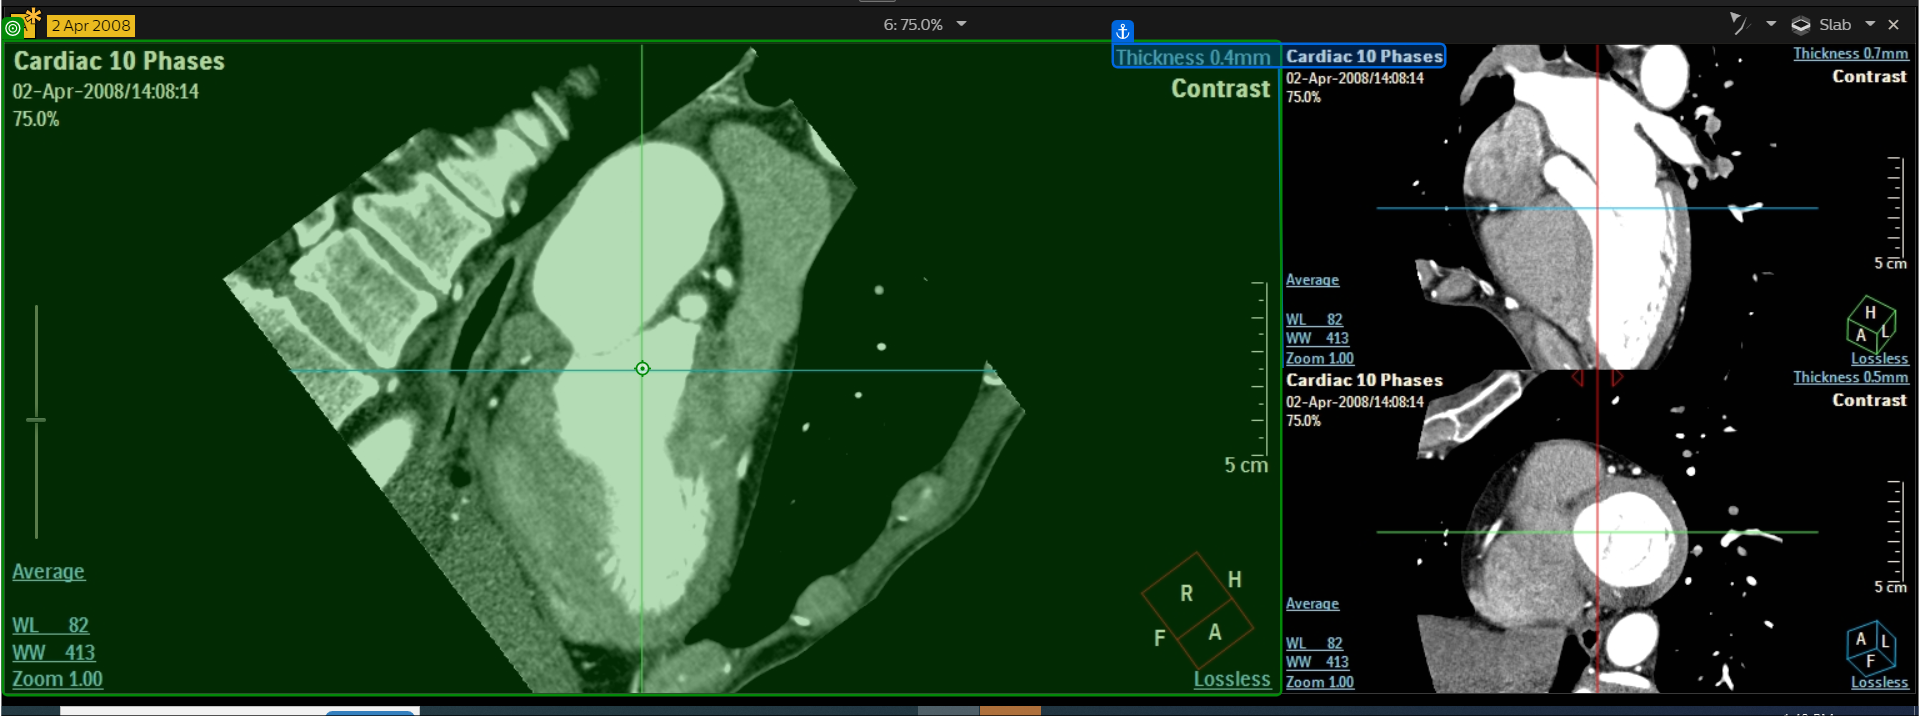 2 Apr 2008
6: 75.0%
Slab
Cardiac 10 Phases
02-Apr-2008/14:08:14
75.0%
Thickness 0.4mm
Contrast
5 cm
Average
WL 82
WW 413
Zoom 1.00
R
H
F
A
Lossless
Cardiac 10 Phases
02-Apr-2008/14:08:14
75.0%
Thickness 0.7mm
Contrast
5 cm
Average
WL 82
WW 413
Zoom 1.00
H
A L
Lossless
Cardiac 10 Phases
02-Apr-2008/14:08:14
75.0%
Thickness 0.5mm
Contrast
5 cm
Average
WL 82
WW 413
Zoom 1.00
A L
F
Lossless